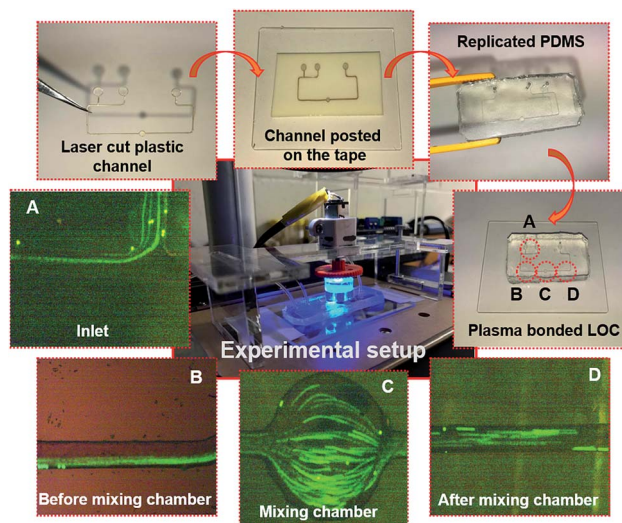 Replicated PDMS
Laser cut plastic
channel
Channel posted
on the tape
A
Inlet
Experimental setup
A
B
C
D
Plasma bonded LOC
B
Before mixing chamber
C
Mixing chamber
D
After mixing chamber